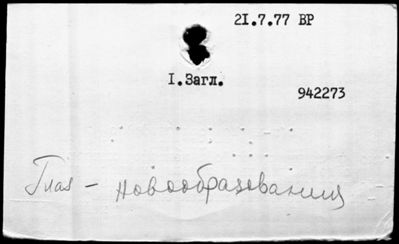 21.7.77 ВР
I.Загл.
942273
Глаз - новообразования